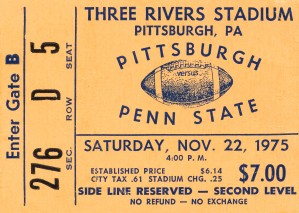 Enter Gate B
276 SEC.
D ROW
5 SEAT
THREE RIVERS STADIUM
PITTSBURGH, PA
PITTSBURGH
versus
PENN STATE
SATURDAY, NOV. 22, 1975
4:00 P.M.
ESTABLISHED PRICE $6.14
C/TY TAX .61 STADIUM CHG. .25
$7.00
SIDE LINE RESERVED — SECOND LEVEL
NO REFUND - NO EXCHANGE